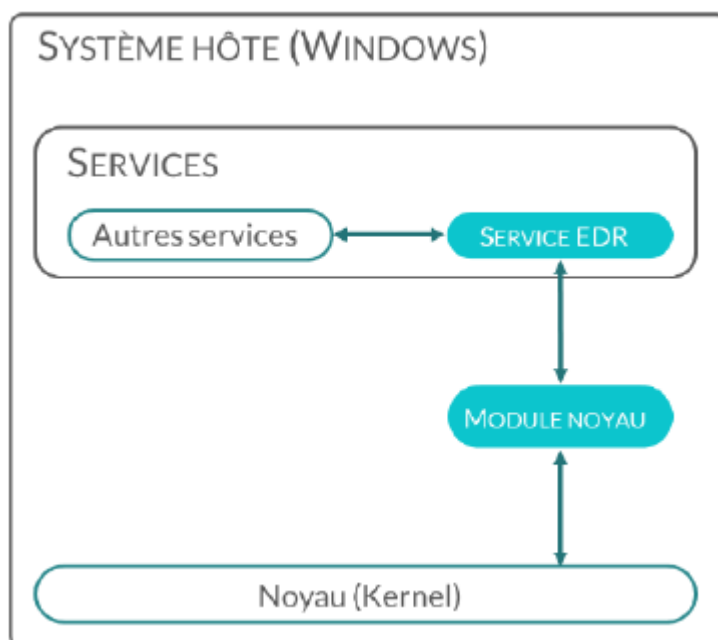 SYSTÈME HÔTE (WINDOWS)
SERVICES
Autres services
SERVICE EDR
MODULE NOYAU
Noyau (Kernel)